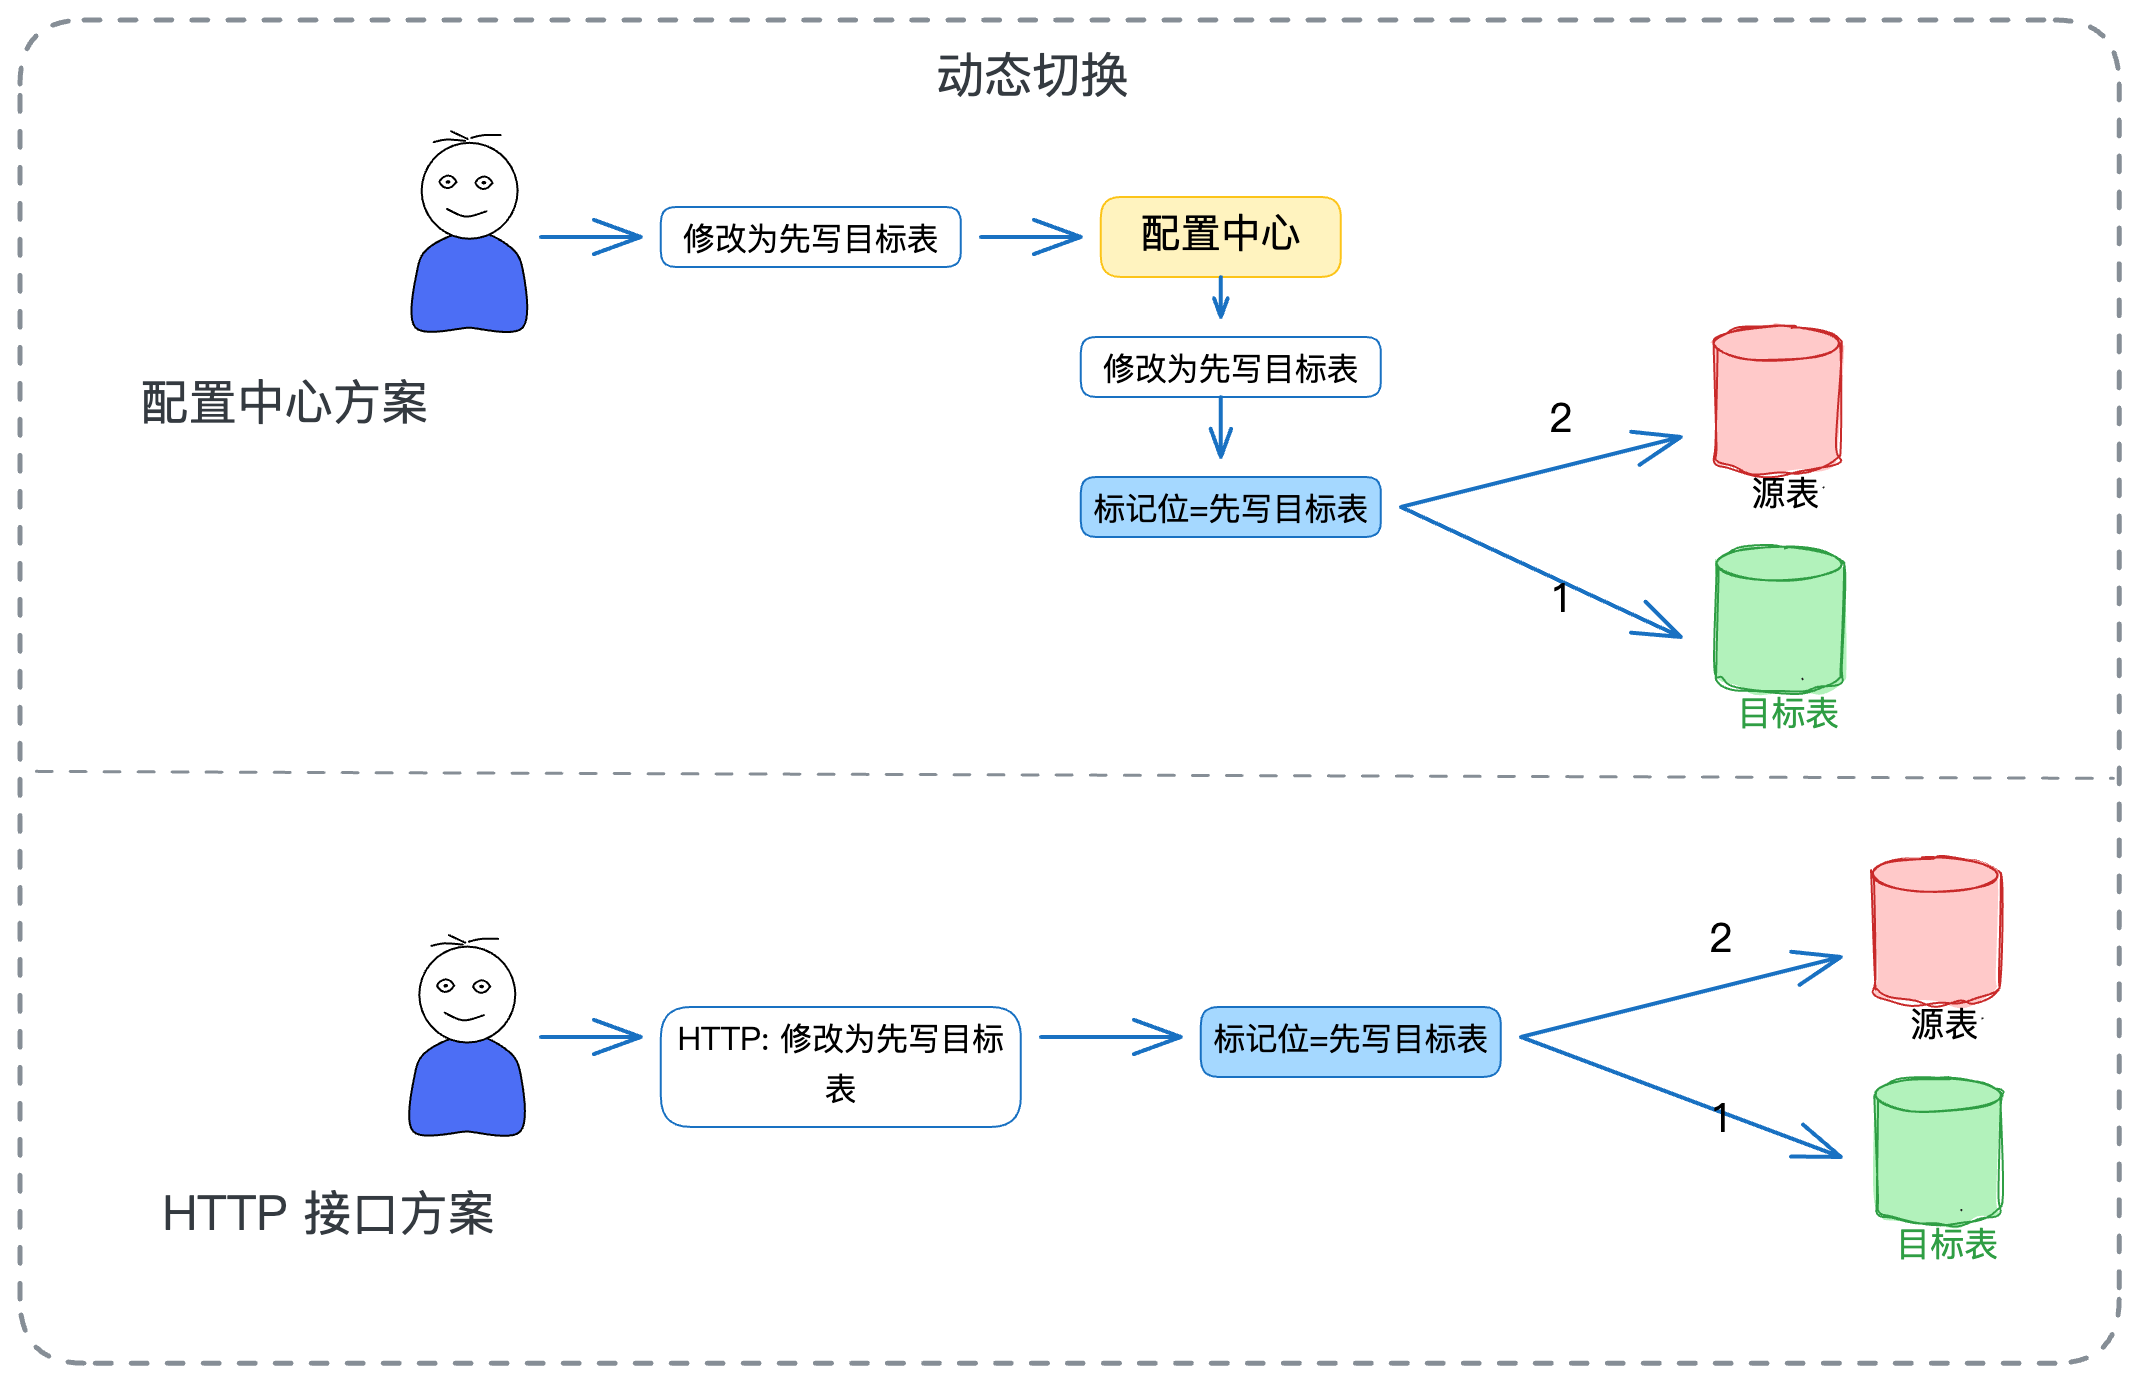 动态切换
修改为先写目标表
配置中心
修改为先写目标表
配置中心方案
2
源表
标记位=先写目标表
1
目标表
2
源表
HTTP: 修改为先写目标
表
标记位=先写目标表
1
目标表
HTTP 接口方案